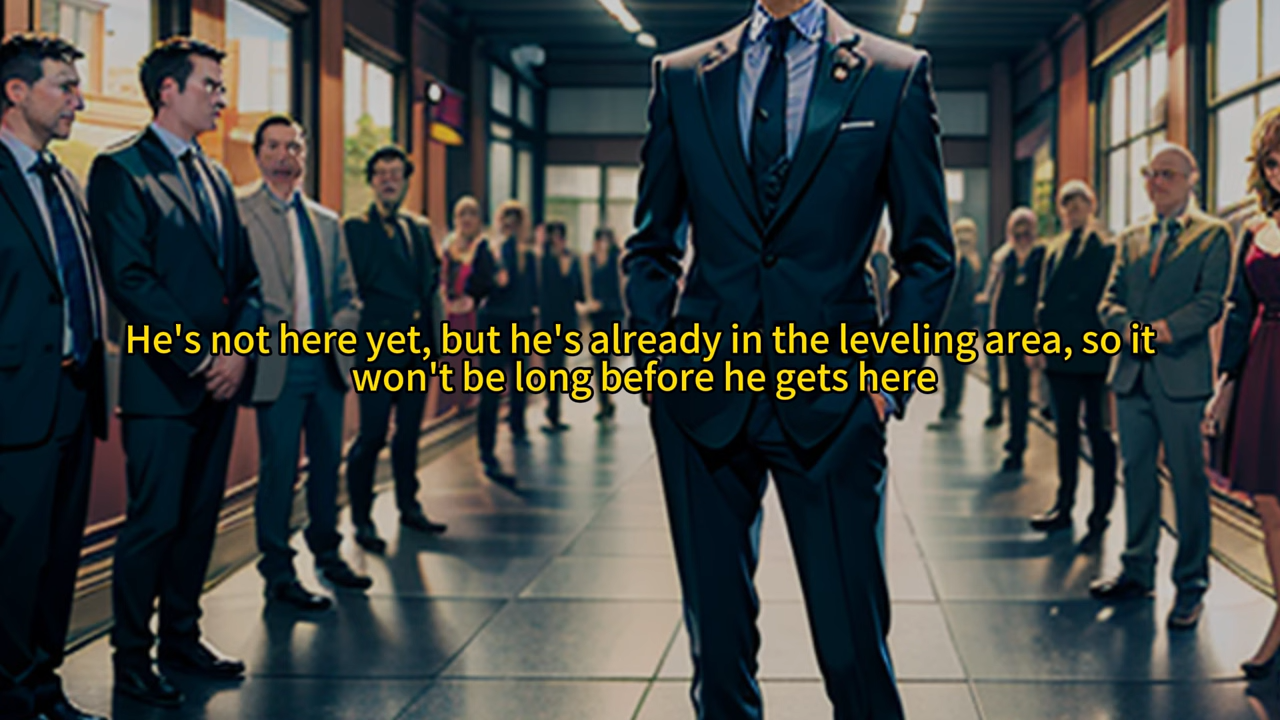 He's not here yet, but he's already in the leveling area, so it
won't be long before he gets here